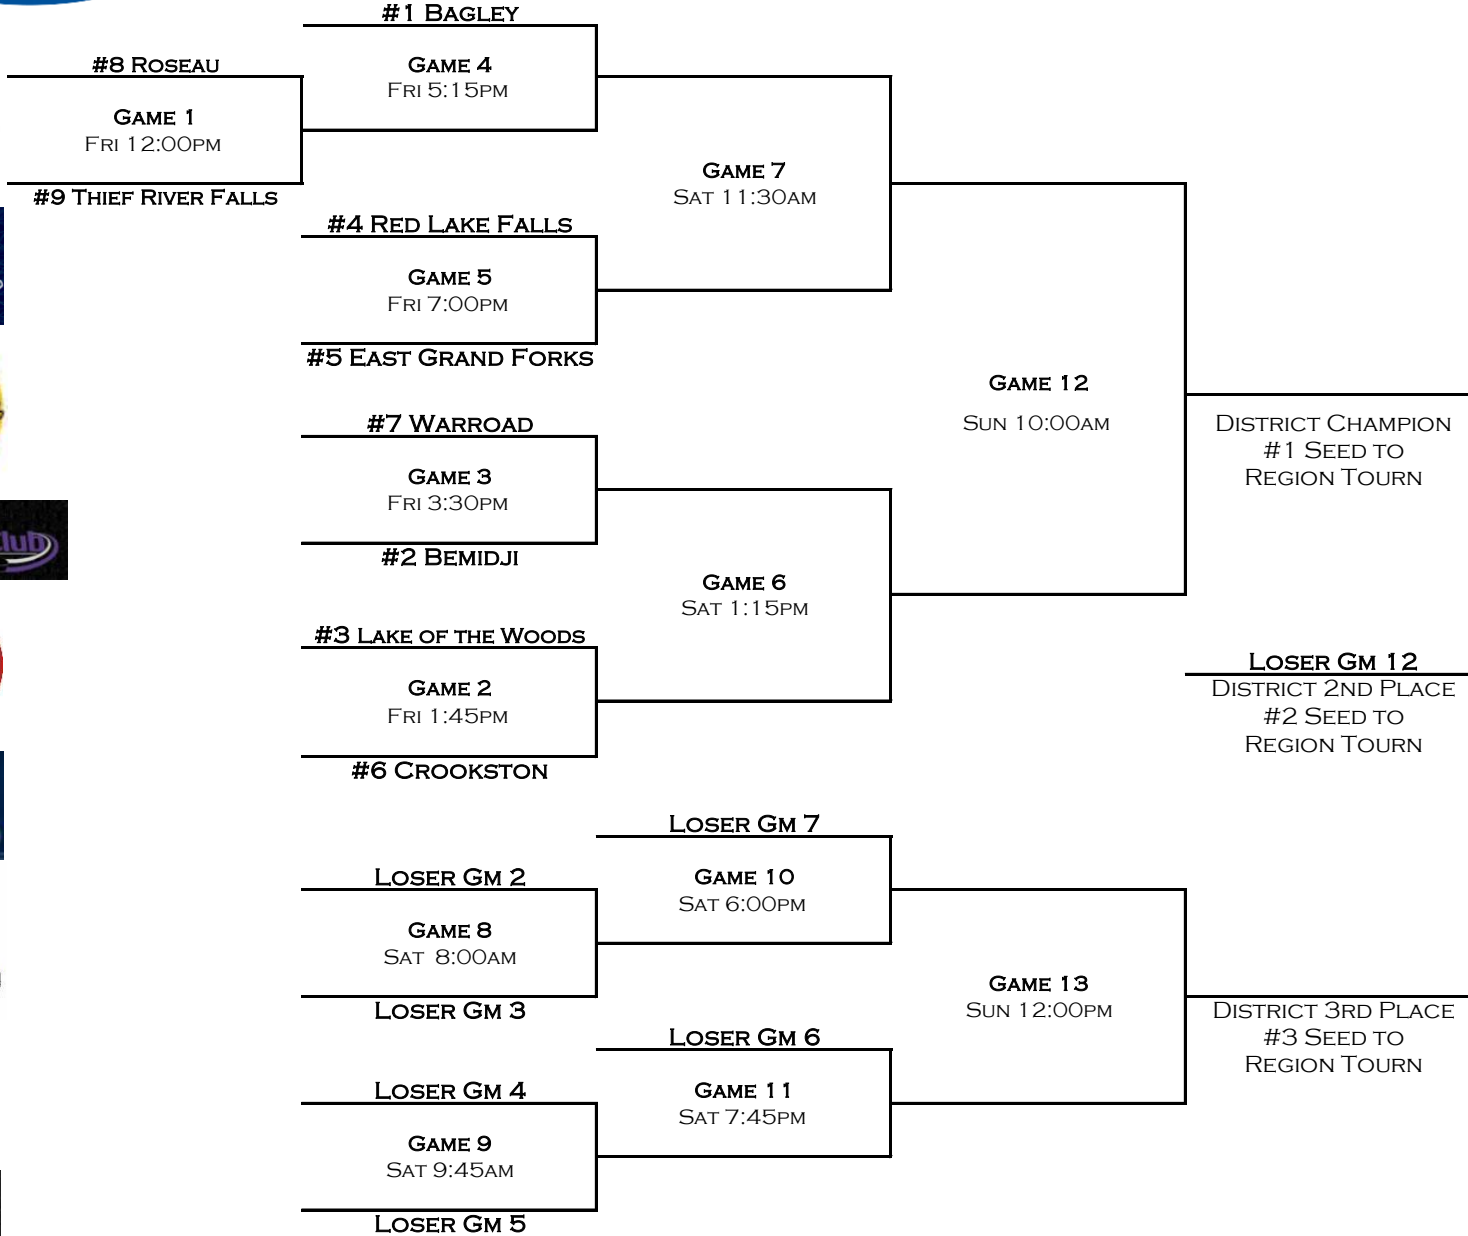 #1 Bagley
#8 Roseau
Game 4
Fri 5:15pm
Game 1
Fri 12:00pm
Game 7
Sat 11:30am
#9 Thief River Falls
#4 Red Lake Falls
Game 5
Fri 7:00pm
#5 East Grand Forks
Game 12
Sun 10:00am
District Champion
#1 Seed to
Region Tourn
#7 Warroad
Game 3
Fri 3:30pm
#2 Bemidji
Game 6
Sat 1:15pm
#3 Lake of the Woods
Game 2
Fri 1:45pm
#6 Crookston
Loser Gm 12
District 2nd Place
#2 Seed to
Region Tourn
Loser Gm 7
Loser Gm 2
Game 10
Sat 6:00pm
Game 8
Sat 8:00am
Loser Gm 3
Game 13
Sun 12:00pm
District 3rd Place
#3 Seed to
Region Tourn
Loser Gm 6
Loser Gm 4
Game 11
Sat 7:45pm
Game 9
Sat 9:45am
Loser Gm 5